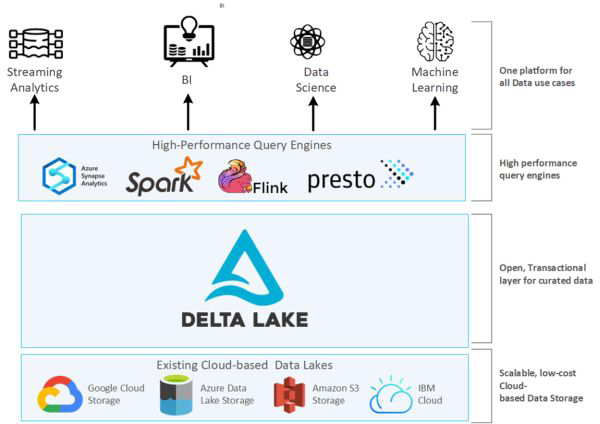 BI
Streaming
Analytics
BI
Data
Science
Machine
Learning
One platform for
all Data use cases
High-Performance Query Engines
Azure
Synapse
Analytics
Spark
Flink
presto
High performance
query engines
DELTA LAKE
Open, Transactional
layer for curated data
Existing Cloud-based Data Lakes
Google Cloud
Storage
Azure Data
Lake Storage
Amazon S3
Storage
IBM
Cloud
Scalable, low-cost
Cloud-
based Data Storage